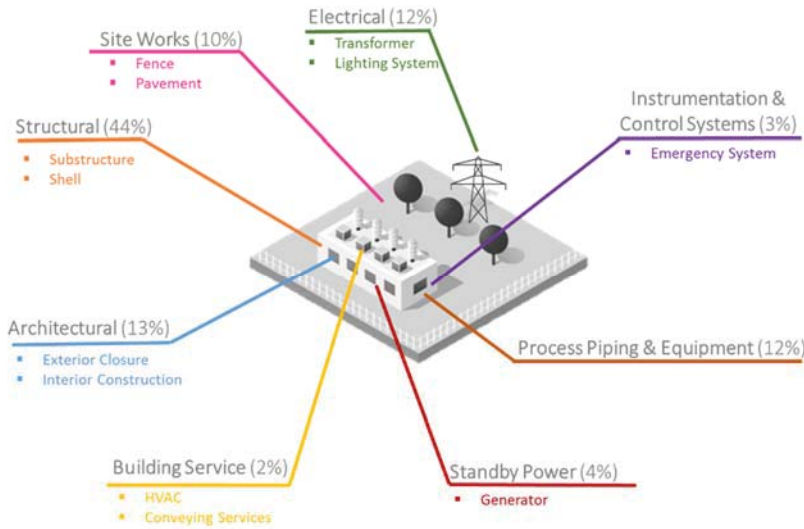 Electrical (12%)
Transformer
Lighting System
Site Works (10%)
Fence
Pavement
Instrumentation &
Control Systems (3%)
Emergency System
Structural (44%)
Substructure
Shell
Architectural (13%)
Exterior Closure
Interior Construction
Process Piping & Equipment (12%)
Building Service (2%)
HVAC
Conveying Services
Standby Power (4%)
Generator